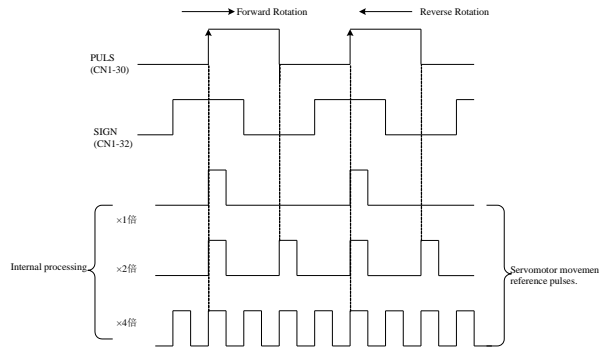 Forward Rotation
Reverse Rotation
PULS
(CN1-30)
SIGN
(CN1-32)
×1倍
Internal processing
×2倍
Servomotor movemen
reference pulses.
×4倍